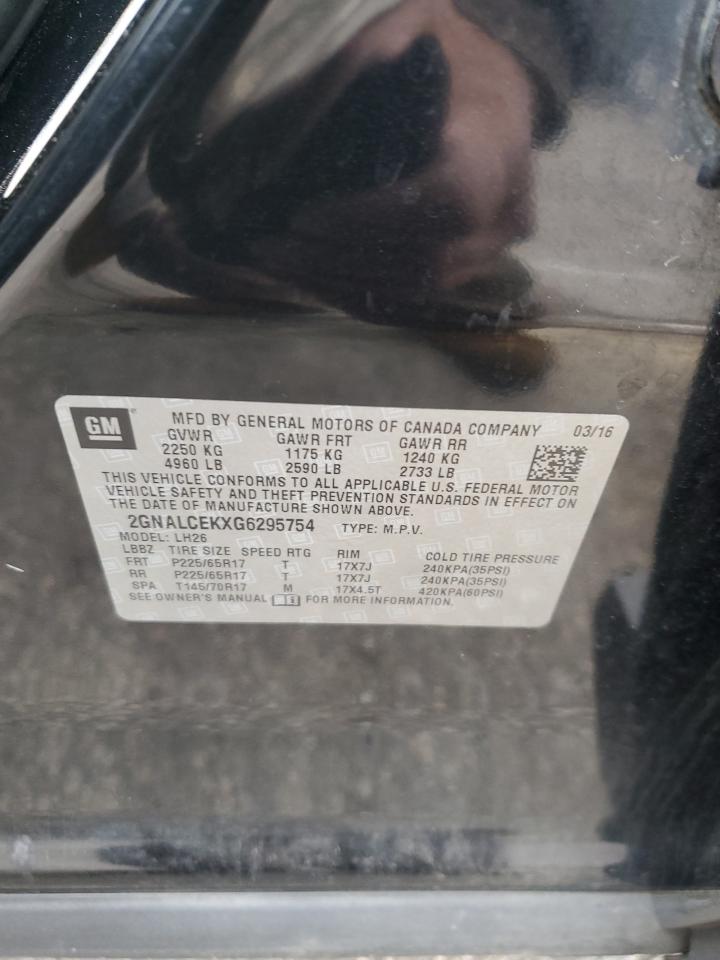 GM
MFD BY GENERAL MOTORS OF CANADA COMPANY 03/16
GVWR GAWR FRT GAWR RR
2250 KG 1175 KG 1240 KG
4960 LB 2590 LB 2733 LB
THIS VEHICLE CONFORMS TO ALL APPLICABLE U.S. FEDERAL MOTOR
VEHICLE SAFETY AND THEFT PREVENTION STANDARDS IN EFFECT ON
THE DATE OF MANUFACTURE SHOWN ABOVE.
2GNALCEKXG6295754 TYPE: M.P.V.
MODEL: LH26
LBBZ TIRE SIZE SPEED RTG RIM COLD TIRE PRESSURE
FRT P225/65R17 T 17X7J 240KPA(35PSI)
RR P225/65R17 T 17X7J 240KPA(35PSI)
SPA T145/70R17 M 17X4.5T 420KPA(60PSI)
SEE OWNER'S MANUAL FOR MORE INFORMATION.